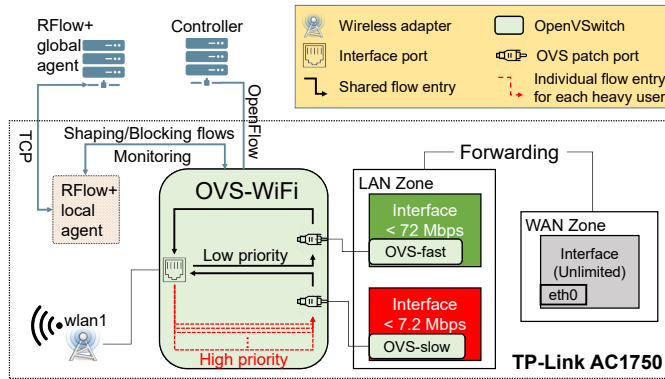 RFlow+
global
agent
Controller
Wireless adapter
Interface port
Shared flow entry
OpenVSwitch
OVS patch port
Individual flow entry
for each heavy user
TCP
OpenFlow
Shaping/Blocking flows
Monitoring
RFlow+
local
agent
OVS-WiFi
Low priority
High priority
wlan1
Forwarding
LAN Zone
Interface
< 72 Mbps
OVS-fast
Interface
< 7.2 Mbps
OVS-slow
WAN Zone
Interface
(Unlimited)
eth0
TP-Link AC1750